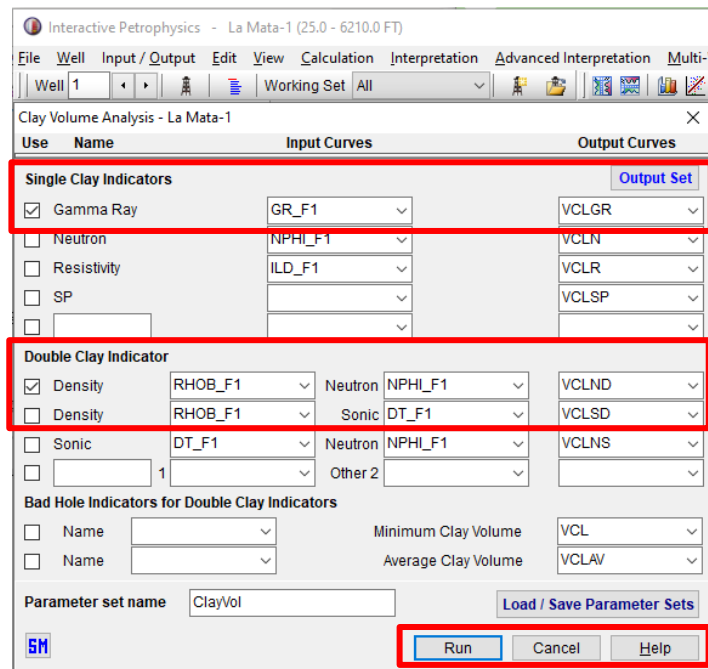 Interactive Petrophysics - La Mata-1 (25.0 - 6210.0 FT)
File Well Input / Output Edit View Calculation Interpretation Advanced Interpretation Multi-
Well 1 Working Set All
Clay Volume Analysis - La Mata-1
Use Name Input Curves Output Curves
Single Clay Indicators Output Set
Gamma Ray GR_F1 VCLGR
Neutron NPHI_F1 VCLN
Resistivity ILD_F1 VCLR
SP VCLSP
Double Clay Indicator
Density RHOB_F1 Neutron NPHI_F1 VCLND
Density RHOB_F1 Sonic DT_F1 VCLSD
Sonic DT_F1 Neutron NPHI_F1 VCLNS
1 Other 2
Bad Hole Indicators for Double Clay Indicators
Name Minimum Clay Volume VCL
Name Average Clay Volume VCLAV
Parameter set name ClayVol Load / Save Parameter Sets
SM Run Cancel Help